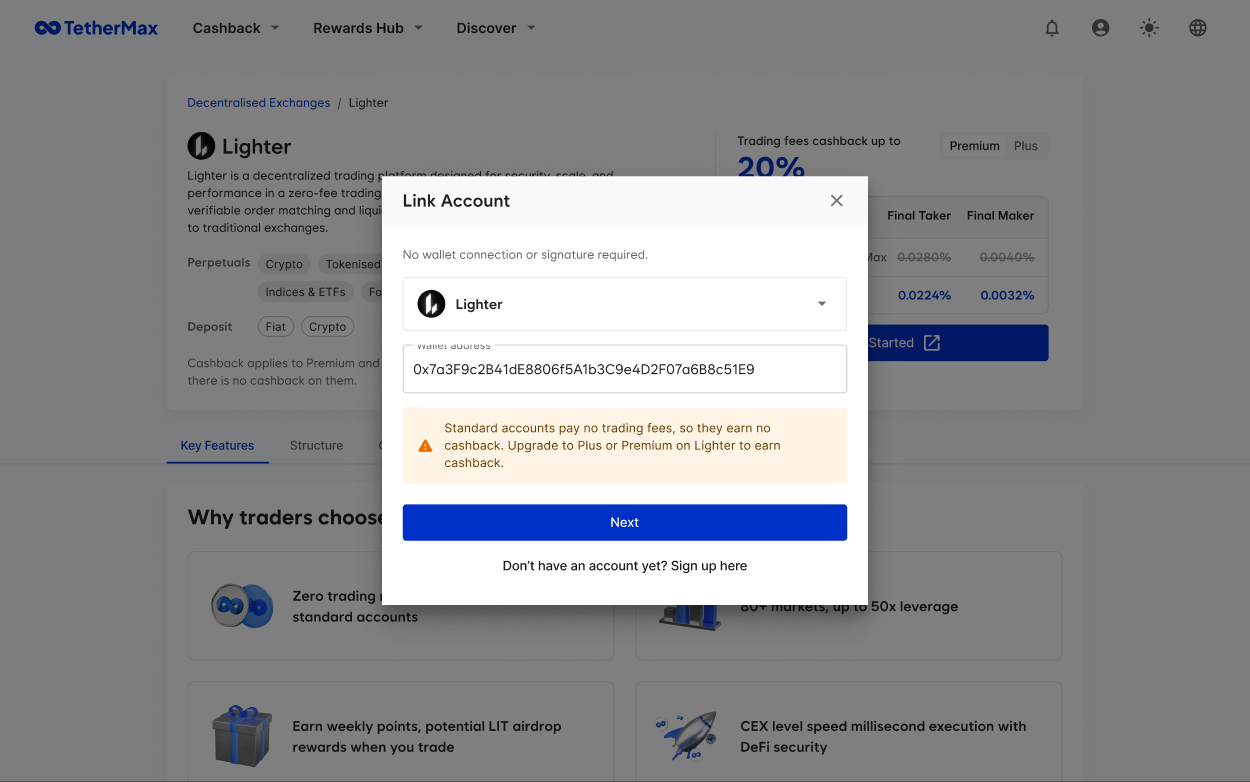 TetherMax
Cashback
Rewards Hub
Discover
Decentralised Exchanges / Lighter
Lighter
Lighter is a decentralized trading platform designed for security, scale, and
performance in a zero-fee trading
verifiable order matching and
to traditional exchanges.
Perpetuals
Crypto
Tokenised
Indices & ETFs
Deposit
Fiat
Crypto
Cashback applies to Premium and
there is no cashback on them.
Trading fees cashback up to
20%
Premium
Plus
Final Taker
Final Maker
0.0280%
0.0040%
0.0224%
0.0032%
Started
Link Account
No wallet connection or signature required.
Lighter
Wallet address
0x7a3F9c2B41dE8806f5A1b3C9e4D2F07a6B8c51E9
Standard accounts pay no trading fees, so they earn no
cashback. Upgrade to Plus or Premium on Lighter to earn
cashback.
Next
Don't have an account yet? Sign up here
Key Features
Structure
Why traders choose
Zero trading
standard accounts
80+ markets, up to 50x leverage
Earn weekly points, potential LIT airdrop
rewards when you trade
CEX level speed millisecond execution with
DeFi security